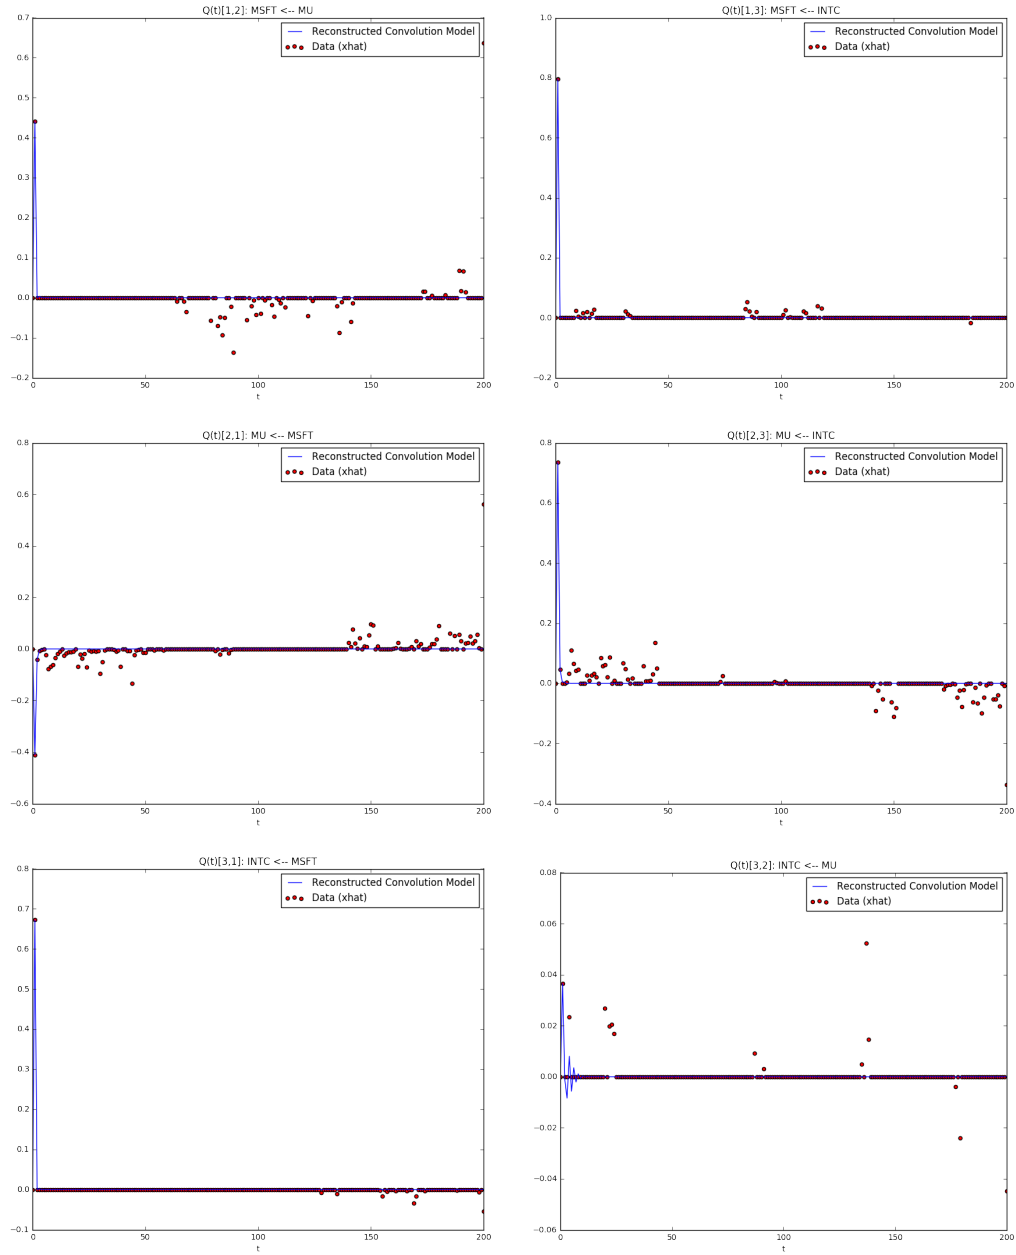 Q(t)[1,2]: MSFT <-- MU
Reconstructed Convolution Model
Data (xhat)
0.7
0.6
0.5
0.4
0.3
0.2
0.1
0.0
−0.1
−0.2
0 50 100 150 200
t
Q(t)[1,3]: MSFT <-- INTC
Reconstructed Convolution Model
Data (xhat)
1.0
0.8
0.6
0.4
0.2
0.0
−0.2
0 50 100 150 200
t
Q(t)[2,1]: MU <-- MSFT
Reconstructed Convolution Model
Data (xhat)
0.8
0.6
0.4
0.2
0.0
−0.2
−0.4
−0.6
0 50 100 150 200
t
Q(t)[2,3]: MU <-- INTC
Reconstructed Convolution Model
Data (xhat)
0.8
0.6
0.4
0.2
0.0
−0.2
−0.4
0 50 100 150 200
t
Q(t)[3,1]: INTC <-- MSFT
Reconstructed Convolution Model
Data (xhat)
0.8
0.7
0.6
0.5
0.4
0.3
0.2
0.1
0.0
−0.1
0 50 100 150 200
t
Q(t)[3,2]: INTC <-- MU
Reconstructed Convolution Model
Data (xhat)
0.08
0.06
0.04
0.02
0.00
−0.02
−0.04
−0.06
0 50 100 150 200
t